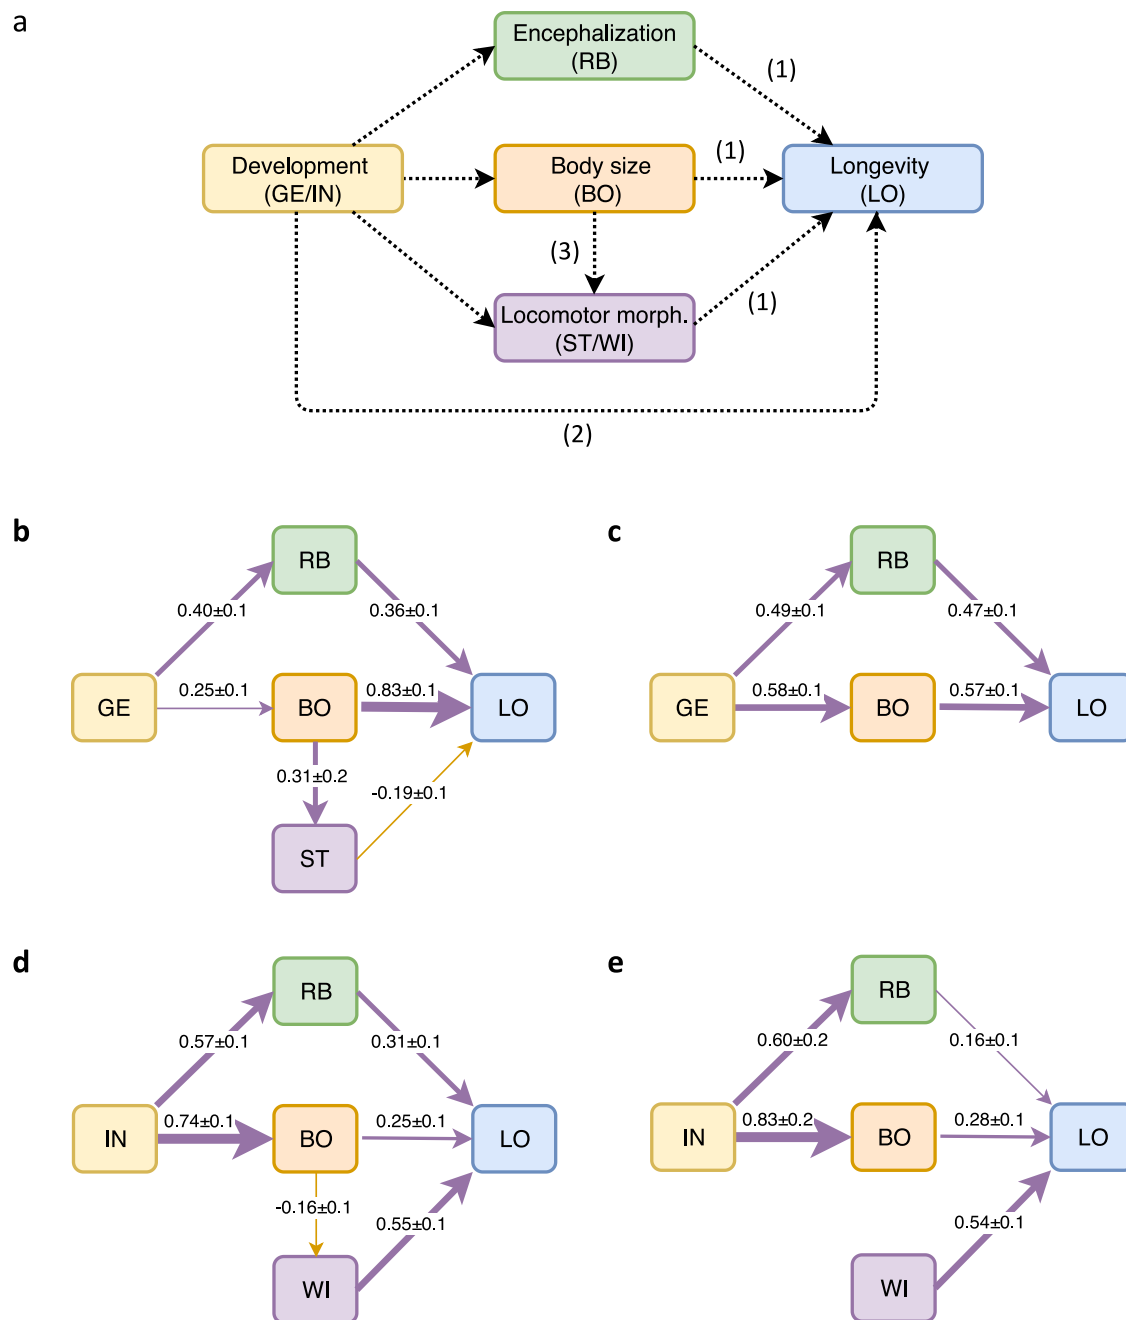 a
Encephalization
(RB)
(1)
Development
(GE/IN)
Body size
(BO)
(1)
Longevity
(LO)
(3)
Locomotor morph.
(ST/WI)
(1)
(2)
b
RB
0.40±0.1
0.36±0.1
GE
0.25±0.1
BO
0.83±0.1
LO
0.31±0.2
-0.19±0.1
ST
c
RB
0.49±0.1
0.47±0.1
GE
0.58±0.1
BO
0.57±0.1
LO
d
RB
0.57±0.1
0.31±0.1
IN
0.74±0.1
BO
0.25±0.1
LO
-0.16±0.1
0.55±0.1
WI
e
RB
0.60±0.2
0.16±0.1
IN
0.83±0.2
BO
0.28±0.1
LO
0.54±0.1
WI